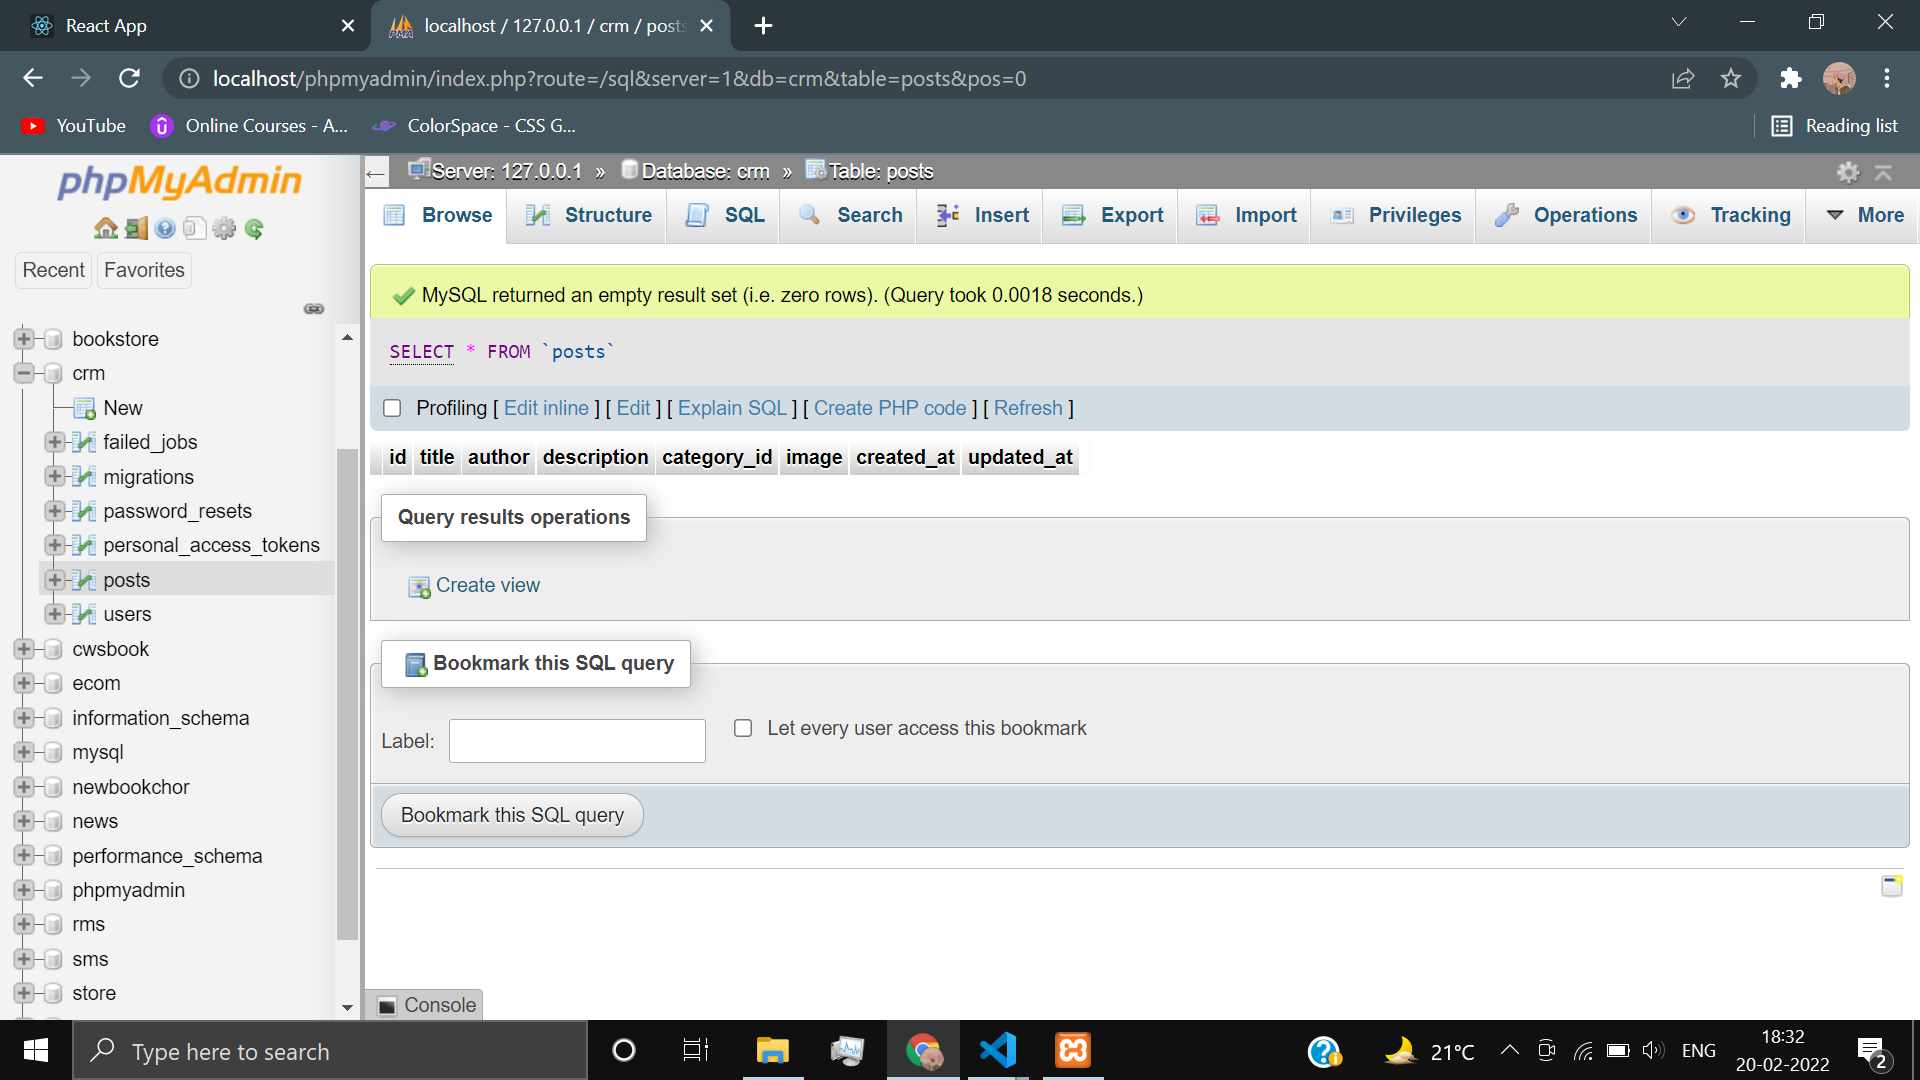 React App
localhost / 127.0.0.1 / crm / posts
localhost/phpmyadmin/index.php?route=/sql&server=1&db=crm&table=posts&pos=0
YouTube
Online Courses - A...
ColorSpace - CSS G...
Reading list
phpMyAdmin
Recent
Favorites
bookstore
crm
New
failed_jobs
migrations
password_resets
personal_access_tokens
posts
users
cwsbook
ecom
information_schema
mysql
newbookchor
news
performance_schema
phpmyadmin
rms
sms
store
Server: 127.0.0.1 » Database: crm » Table: posts
Browse
Structure
SQL
Search
Insert
Export
Import
Privileges
Operations
Tracking
More
MySQL returned an empty result set (i.e. zero rows). (Query took 0.0018 seconds.)
SELECT * FROM `posts`
Profiling [ Edit inline ] [ Edit ] [ Explain SQL ] [ Create PHP code ] [ Refresh ]
id title author description category_id image created_at updated_at
Query results operations
Create view
Bookmark this SQL query
Label:
Let every user access this bookmark
Bookmark this SQL query
Console
Type here to search
21°C
ENG
18:32
20-02-2022
2